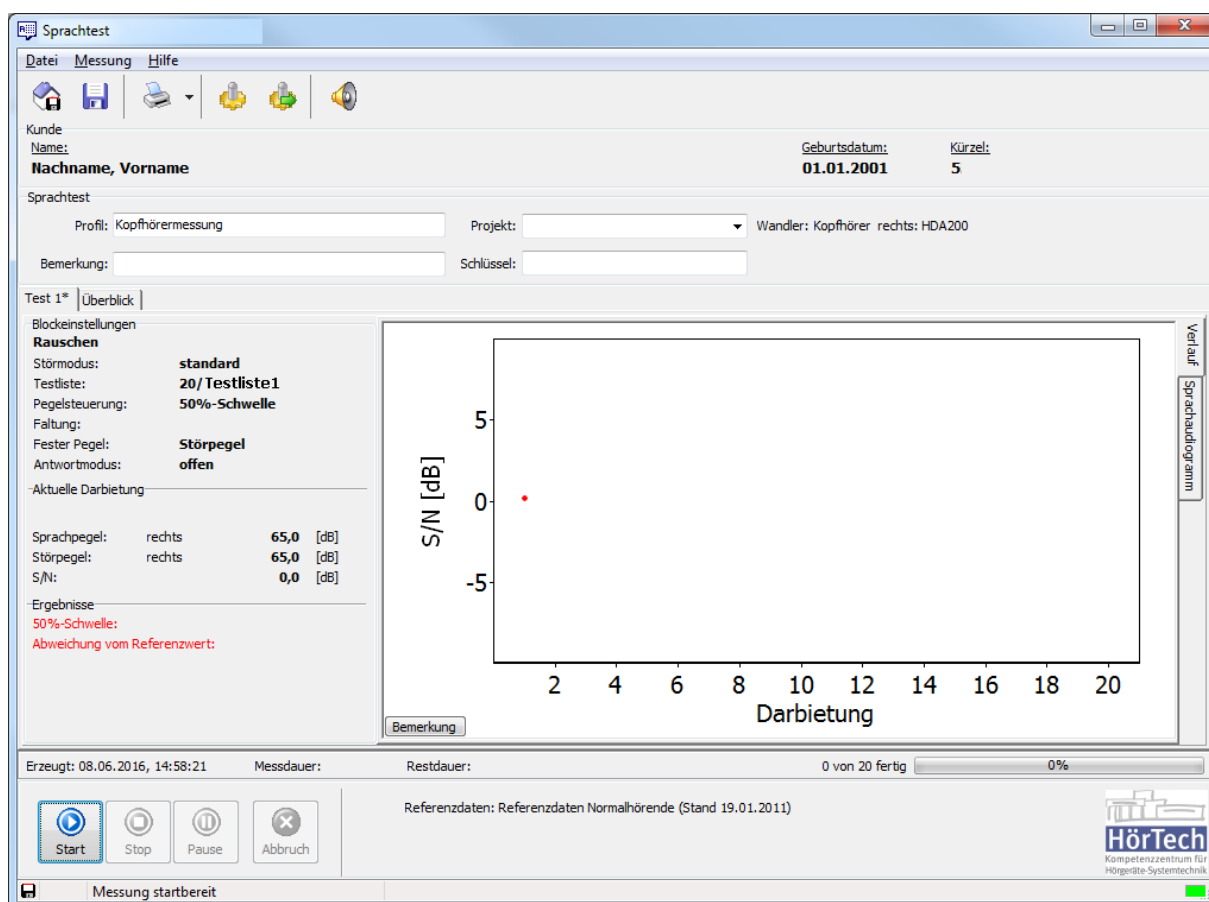 Sprachtest
Datei Messung Hilfe
Kunde
Name: Geburtsdatum: Kürzel:
Nachname, Vorname 01.01.2001 5
Sprachtest
Profil: Kopfhörermessung Projekt: Wandler: Kopfhörer rechts: HDA200
Bemerkung: Schlüssel:
Test 1* Überblick
Blockeinstellungen
Rauschen
Störmodus: standard
Testliste: 20/Testliste1
Pegelsteuerung: 50%-Schwelle
Faltung:
Fester Pegel: Störpegel
Antwortmodus: offen
Aktuelle Darbietung
Sprachpegel: rechts 65,0 [dB]
Störpegel: rechts 65,0 [dB]
S/N: 0,0 [dB]
Ergebnisse
50%-Schwelle:
Abweichung vom Referenzwert:
S/N [dB]
5
0
-5
2 4 6 8 10 12 14 16 18 20
Darbietung
Bemerkung
Verlauf
Sprachaudiogramm
Erzeugt: 08.06.2016, 14:58:21 Messdauer: Restdauer: 0 von 20 fertig 0%
Start Stop Pause Abbruch
Referenzdaten: Referenzdaten Normalhörende (Stand 19.01.2011)
HörTech
Kompetenzzentrum für
Hörgeräte-Systemtechnik
Messung startbereit